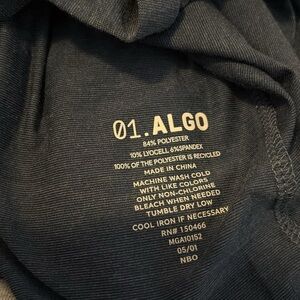 01.ALGO
84% POLYESTER
10% LYOCELL 6%SPANDEX
100% OF THE POLYESTER IS RECYCLED
MADE IN CHINA
MACHINE WASH COLD
WITH LIKE COLORS
ONLY NON-CHLORINE
BLEACH WHEN NEEDED
TUMBLE DRY LOW
COOL IRON IF NECESSARY
RN# 150466
MGAI0152
05/01
NBO